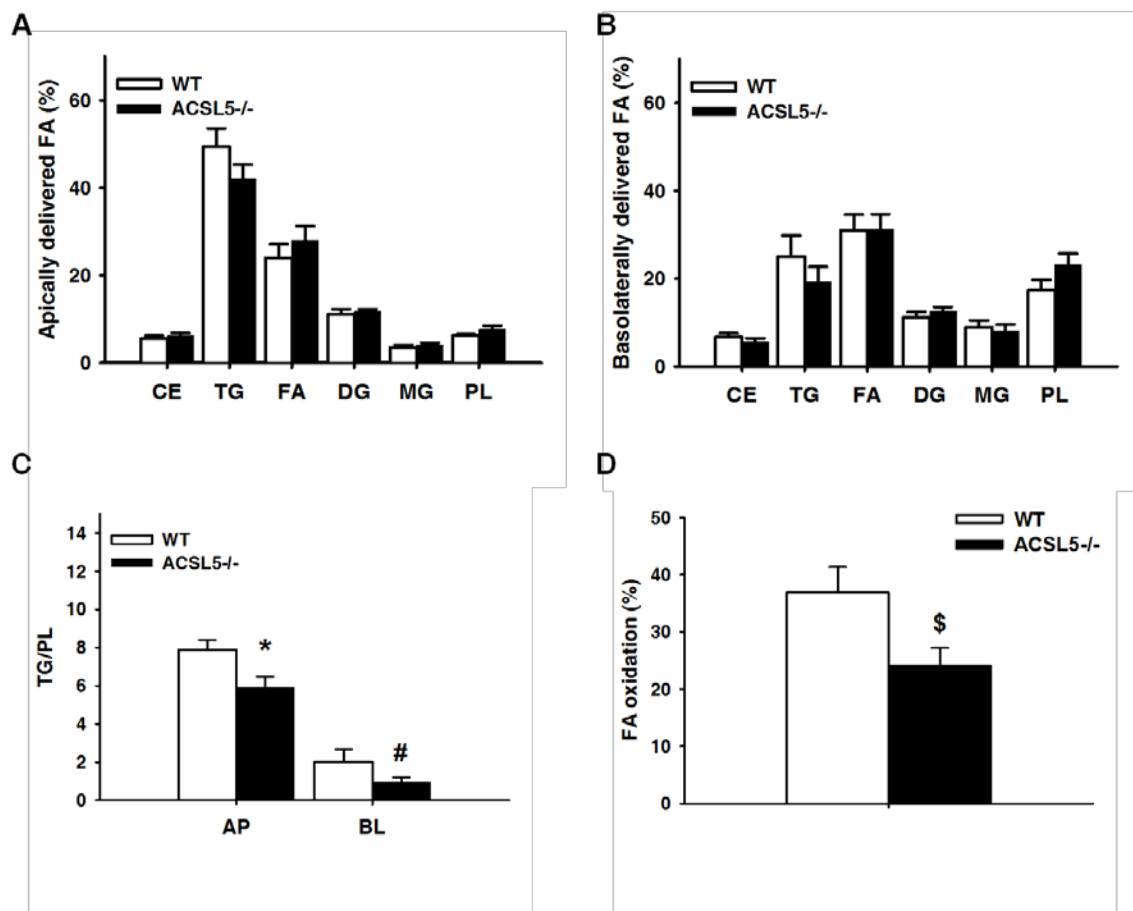 A
Apically delivered FA (%)
WT
ACSL5-/-
60
40
20
0
CE TG FA DG MG PL
B
Basolaterally delivered FA (%)
WT
ACSL5-/-
60
40
20
0
CE TG FA DG MG PL
C
TG/PL
WT
ACSL5-/-
14
12
10
8
6
4
2
0
*
#
AP BL
D
FA oxidation (%)
WT
ACSL5-/-
50
40
30
20
10
0
$